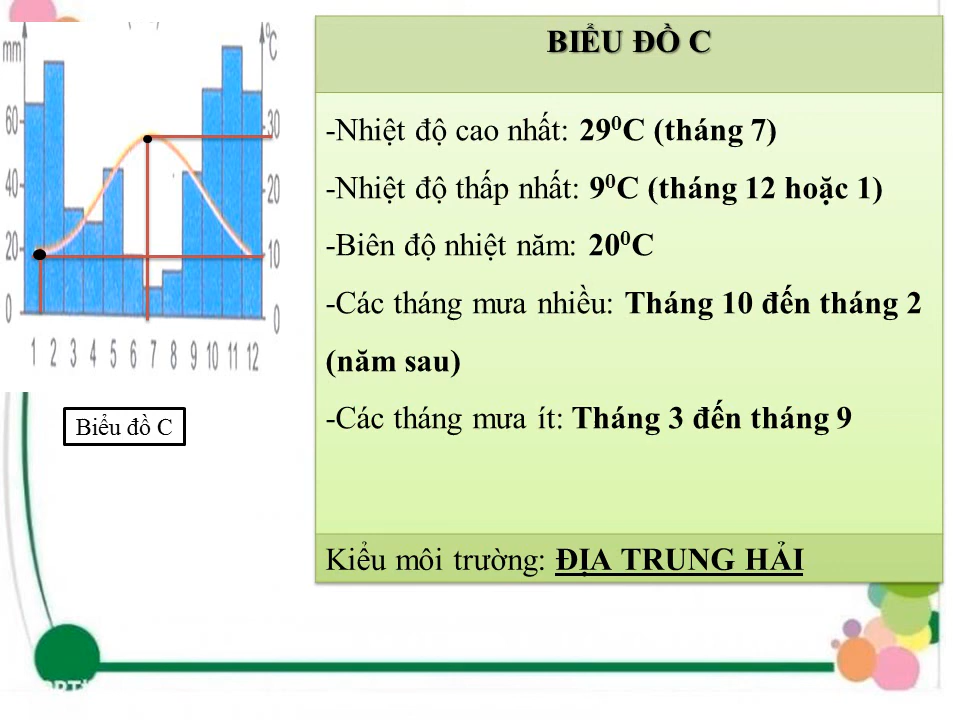 mm
°C
60
40
20
0
30
20
10
0
1 2 3 4 5 6 7 8 9 10 11 12
Biểu đồ C
BIỂU ĐỒ C
-Nhiệt độ cao nhất: 29⁰C (tháng 7)
-Nhiệt độ thấp nhất: 9⁰C (tháng 12 hoặc 1)
-Biên độ nhiệt năm: 20⁰C
-Các tháng mưa nhiều: Tháng 10 đến tháng 2
(năm sau)
-Các tháng mưa ít: Tháng 3 đến tháng 9
Kiểu môi trường: ĐỊA TRUNG HẢI